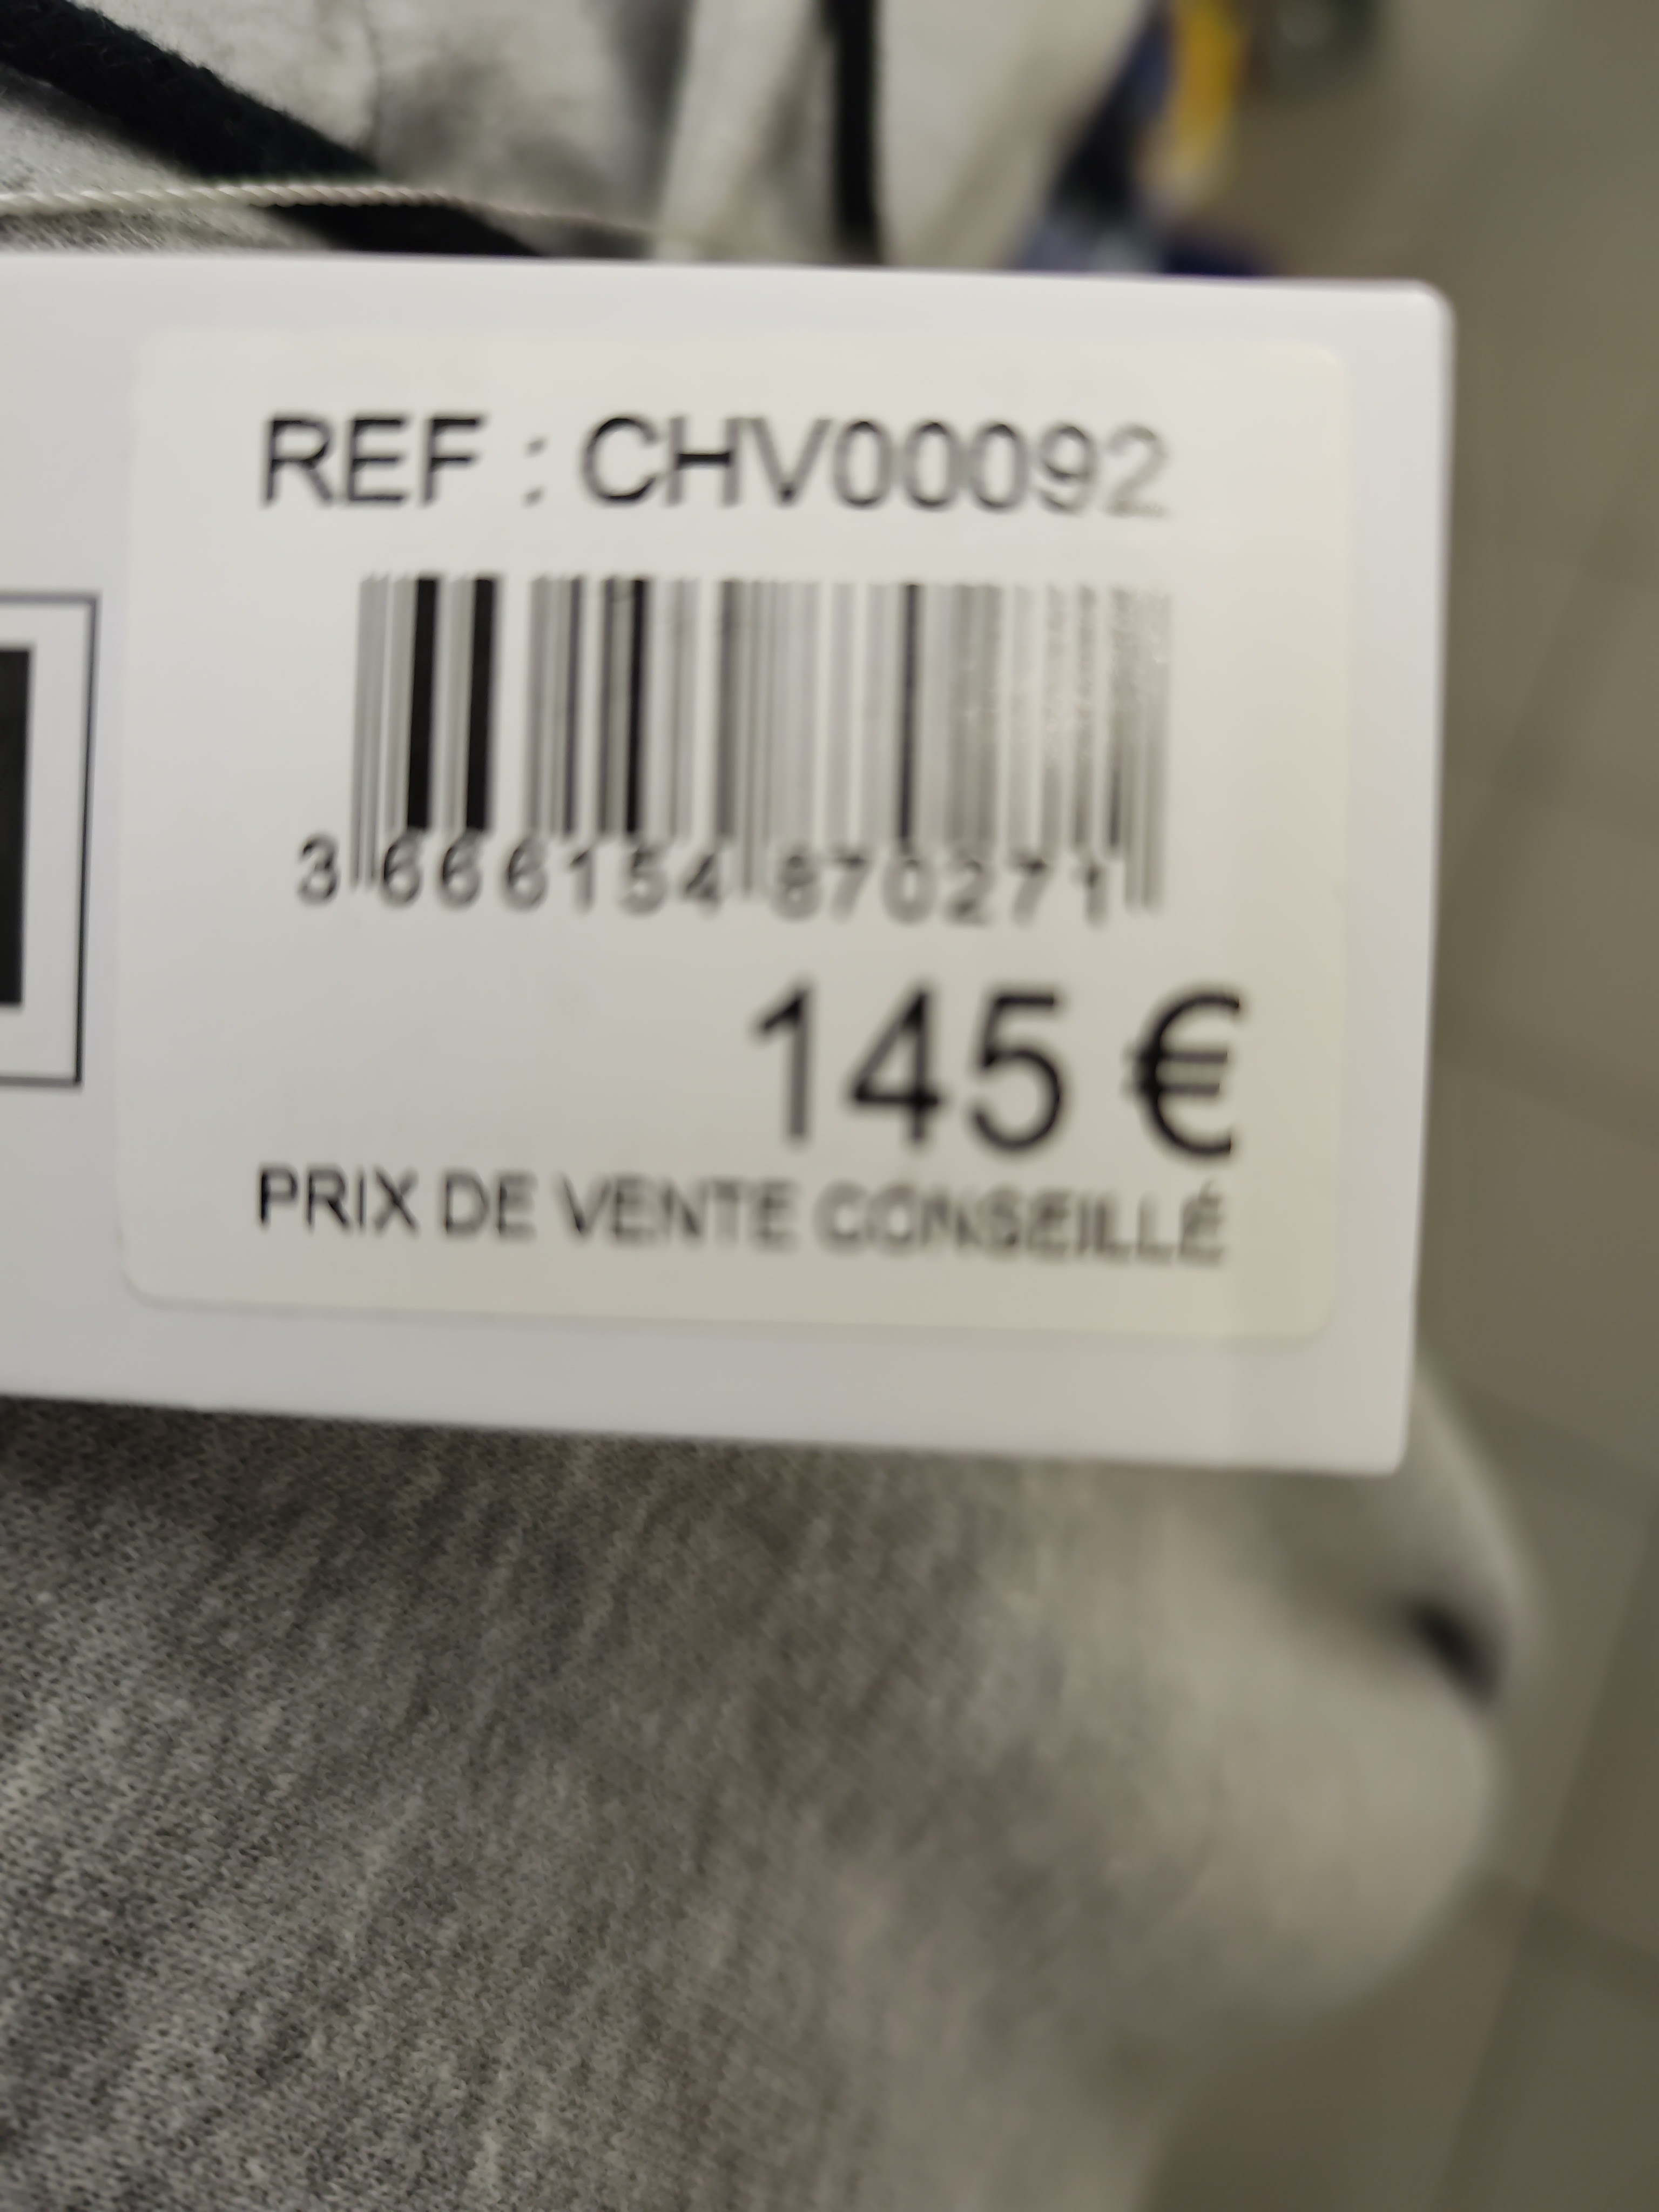 REF : CHV00092
3 666154 870271
145 €
PRIX DE VENTE CONSEILLÉ